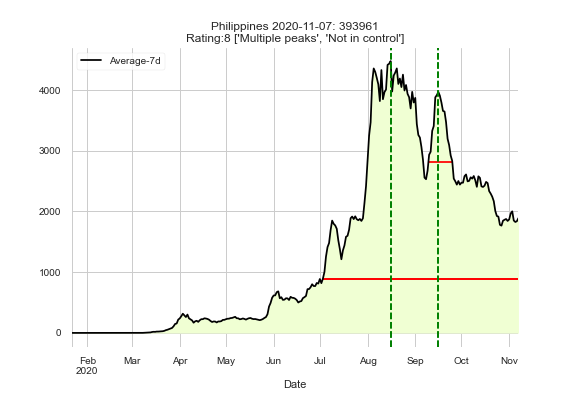 Philippines 2020-11-07: 393961
Rating:8 ['Multiple peaks', 'Not in control']
Average-7d
4000
3000
2000
1000
0
Feb Mar Apr May Jun Jul Aug Sep Oct Nov
2020
Date